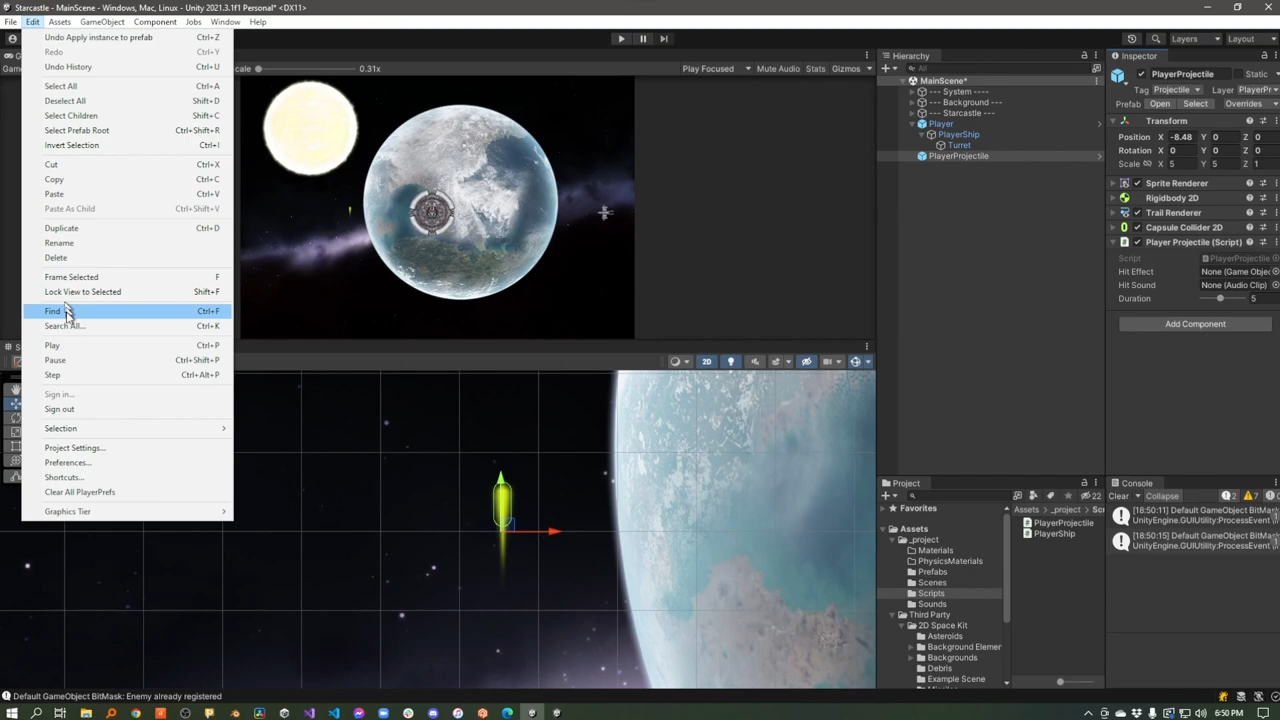 Starcastle - MainScene - Windows, Mac, Linux - Unity 2021.3.1f1 Personal* <DX11>
File Edit Assets GameObject Component Jobs Window Help
Layers Layout
Undo Apply instance to prefab Ctrl+Z
Redo Ctrl+Y
Undo History Ctrl+U
Select All Ctrl+A
Deselect All Shift+D
Select Children Shift+C
Select Prefab Root Ctrl+Shift+R
Invert Selection Ctrl+I
Cut Ctrl+X
Copy Ctrl+C
Paste Ctrl+V
Paste As Child Ctrl+Shift+V
Duplicate Ctrl+D
Rename
Delete
Frame Selected F
Lock View to Selected Shift+F
Find Ctrl+F
Search All... Ctrl+K
Play Ctrl+P
Pause Ctrl+Shift+P
Step Ctrl+Alt+P
Sign in...
Sign out
Selection
Project Settings...
Preferences...
Shortcuts...
Clear All PlayerPrefs
Graphics Tier
cale 0.31x Play Focused Mute Audio Stats Gizmos
2D
Hierarchy
All
MainScene*
--- System ----
--- Background ---
--- Starcastle ---
Player
PlayerShip
Turret
PlayerProjectile
Inspector
PlayerProjectile Static
Tag Projectile Layer PlayerPr
Prefab Open Select Overrides
Transform
Position X -8.48 Y 0 Z 0
Rotation X 0 Y 0 Z 0
Scale X 5 Y 5 Z 1
Sprite Renderer
Rigidbody 2D
Trail Renderer
Capsule Collider 2D
Player Projectile (Script)
Script PlayerProjectile
Hit Effect None (Game Objec
Hit Sound None (Audio Clip)
Duration 5
Add Component
Project
22
Favorites
Assets
_project
Materials
PhysicsMaterials
Prefabs
Scenes
Scripts
Sounds
Third Party
2D Space Kit
Asteroids
Background Elemer
Backgrounds
Debris
Example Scene
Assets > _project > Scr
PlayerProjectile
PlayerShip
Console
Clear Collapse 2 7
[18:50:11] Default GameObject BitMask
UnityEngine.GUIUtility:ProcessEvent
[18:50:15] Default GameObject BitMask
UnityEngine.GUIUtility:ProcessEvent
Default GameObject BitMask: Enemy already registered
6:50 PM